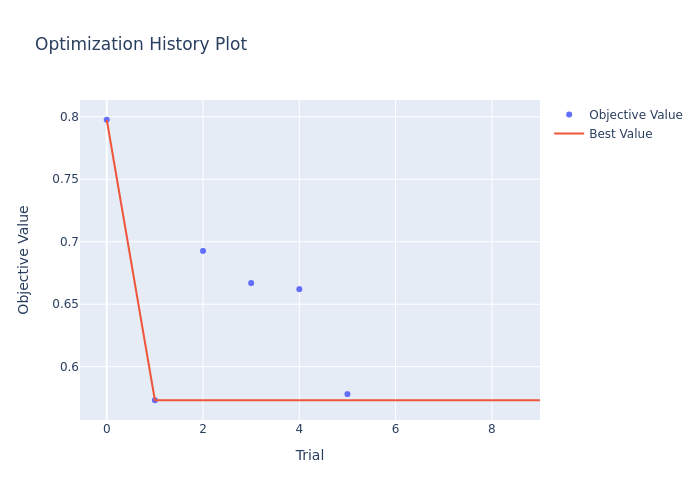 Optimization History Plot
Objective Value
Best Value
0.8
0.75
0.7
0.65
0.6
Objective Value
0
2
4
6
8
Trial